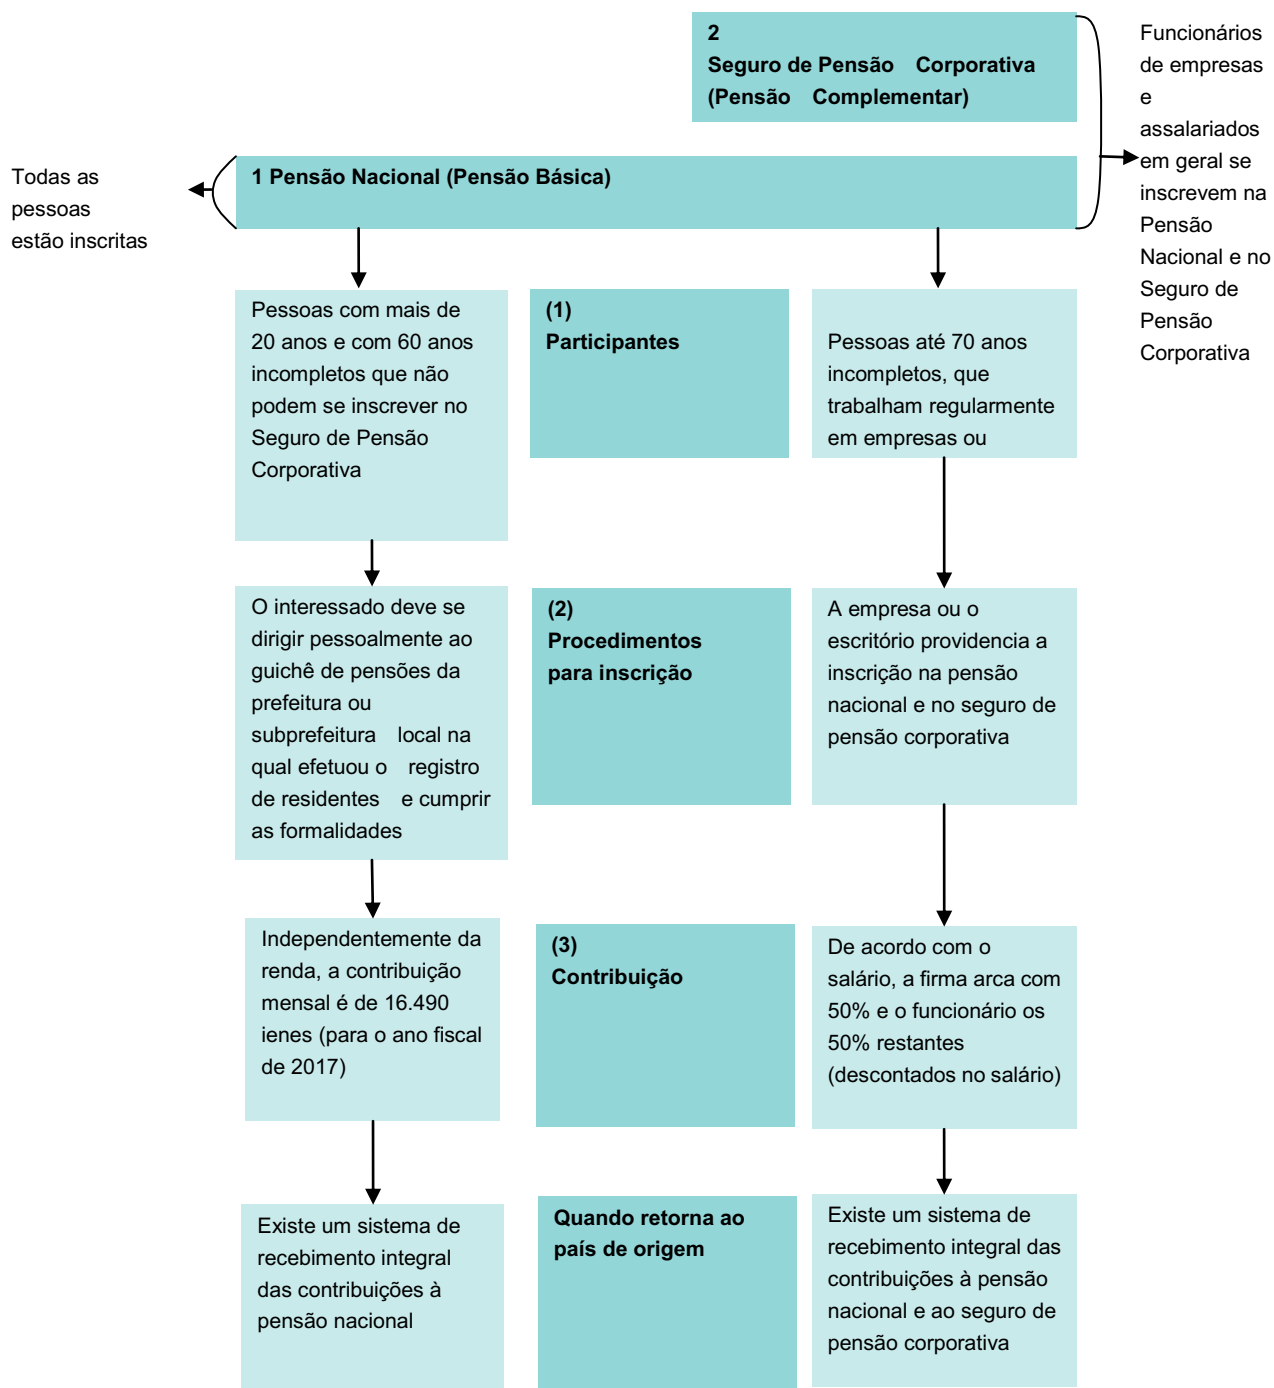 2
Seguro de Pensão Corporativa
(Pensão Complementar)
Funcionários
de empresas
e
assalariados
em geral se
inscrevem na
Pensão
Nacional e no
Seguro de
Pensão
Corporativa
Todas as
pessoas
estão inscritas
1 Pensão Nacional (Pensão Básica)
Pessoas com mais de
20 anos e com 60 anos
incompletos que não
podem se inscrever no
Seguro de Pensão
Corporativa
(1)
Participantes
Pessoas até 70 anos
incompletos, que
trabalham regularmente
em empresas ou
O interessado deve se
dirigir pessoalmente ao
guichê de pensões da
prefeitura ou
subprefeitura local na
qual efetuou o registro
de residentes e cumprir
as formalidades
(2)
Procedimentos
para inscrição
A empresa ou o
escritório providencia a
inscrição na pensão
nacional e no seguro de
pensão corporativa
Independentemente da
renda, a contribuição
mensal é de 16.490
ienes (para o ano fiscal
de 2017)
(3)
Contribuição
De acordo com o
salário, a firma arca com
50% e o funcionário os
50% restantes
(descontados no salário)
Existe um sistema de
recebimento integral
das contribuições à
pensão nacional
Quando retorna ao
país de origem
Existe um sistema de
recebimento integral das
contribuições à pensão
nacional e ao seguro de
pensão corporativa